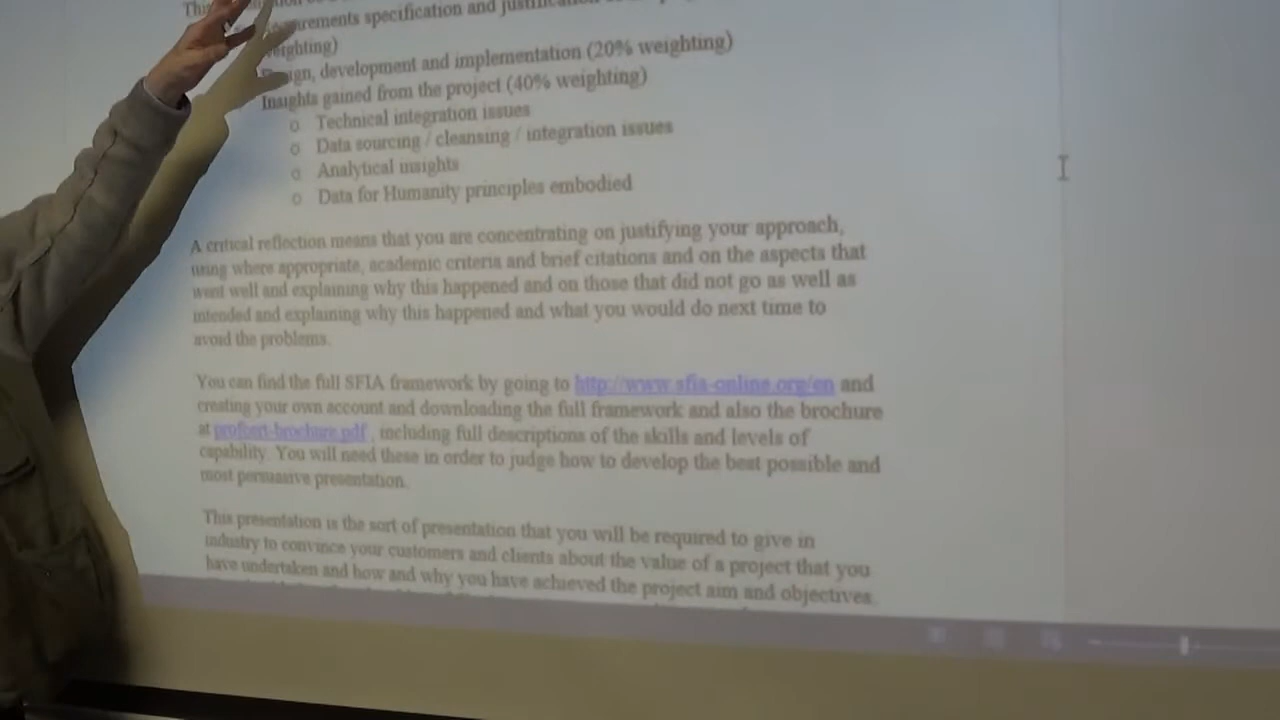 This
requirements specification and justification
weighting)
Design, development and implementation (20% weighting)
Insights gained from the project (40% weighting)
o Technical integration issues
o Data sourcing / cleansing / integration issues
o Analytical insights
o Data for Humanity principles embodied
A critical reflection means that you are concentrating on justifying your approach,
using where appropriate, academic criteria and brief citations and on the aspects that
went well and explaining why this happened and on those that did not go as well as
intended and explaining why this happened and what you would do next time to
avoid the problems.
You can find the full SFIA framework by going to http://www.sfia-online.org/en and
creating your own account and downloading the full framework and also the brochure
at profcert-brochure.pdf , including full descriptions of the skills and levels of
capability. You will need these in order to judge how to develop the best possible and
most persuasive presentation.
This presentation is the sort of presentation that you will be required to give in
industry to convince your customers and clients about the value of a project that you
have undertaken and how and why you have achieved the project aim and objectives.